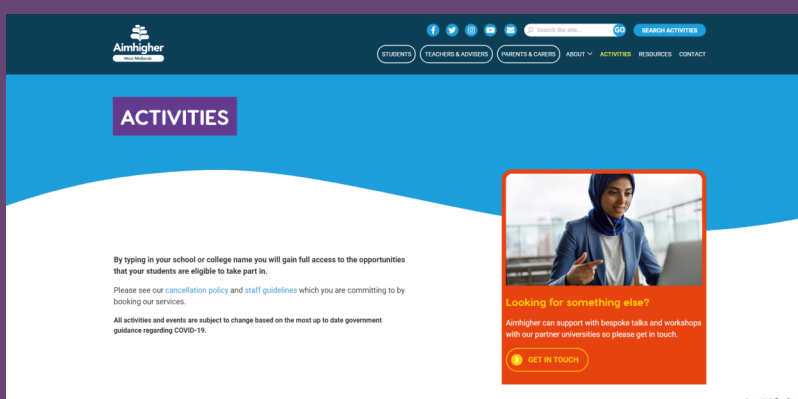 Aimhigher
West Midlands
Search the site...
GO
SEARCH ACTIVITIES
STUDENTS
TEACHERS & ADVISERS
PARENTS & CARERS
ABOUT
ACTIVITIES
RESOURCES
CONTACT
ACTIVITIES
By typing in your school or college name you will gain full access to the opportunities
that your students are eligible to take part in.
Please see our cancellation policy and staff guidelines which you are committing to by
booking our services.
All activities and events are subject to change based on the most up to date government
guidance regarding COVID-19.
Looking for something else?
Aimhigher can support with bespoke talks and workshops
with our partner universities so please get in touch.
GET IN TOUCH